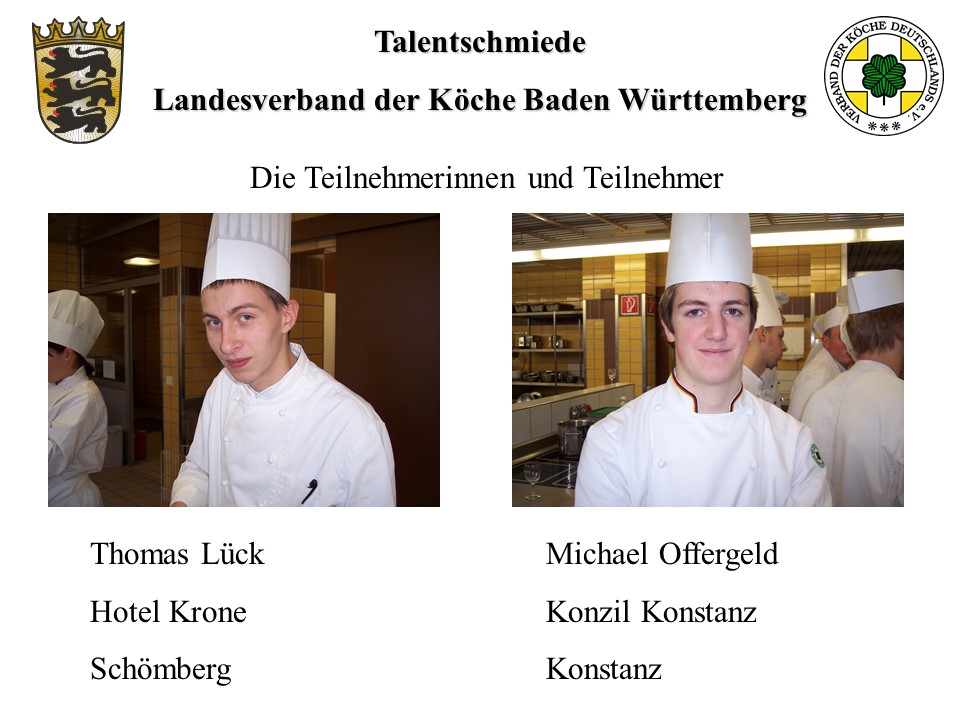 Talentschmiede
Landesverband der Köche Baden Württemberg
VERBAND DER KÖCHE DEUTSCHLANDS e.V.
Die Teilnehmerinnen und Teilnehmer
Thomas Lück
Hotel Krone
Schömberg
Michael Offergeld
Konzil Konstanz
Konstanz